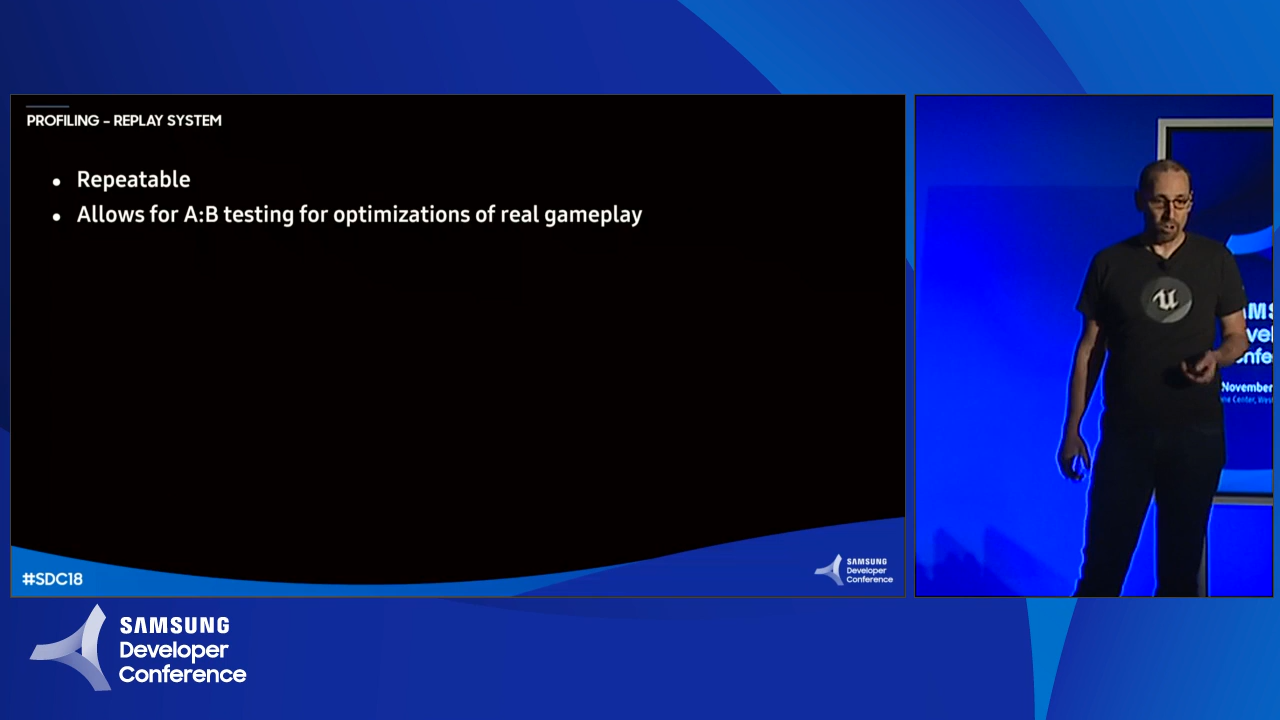 PROFILING – REPLAY SYSTEM
• Repeatable
• Allows for A:B testing for optimizations of real gameplay
#SDC18
SAMSUNG
Developer
Conference
November
SAMSUNG
Developer
Conference